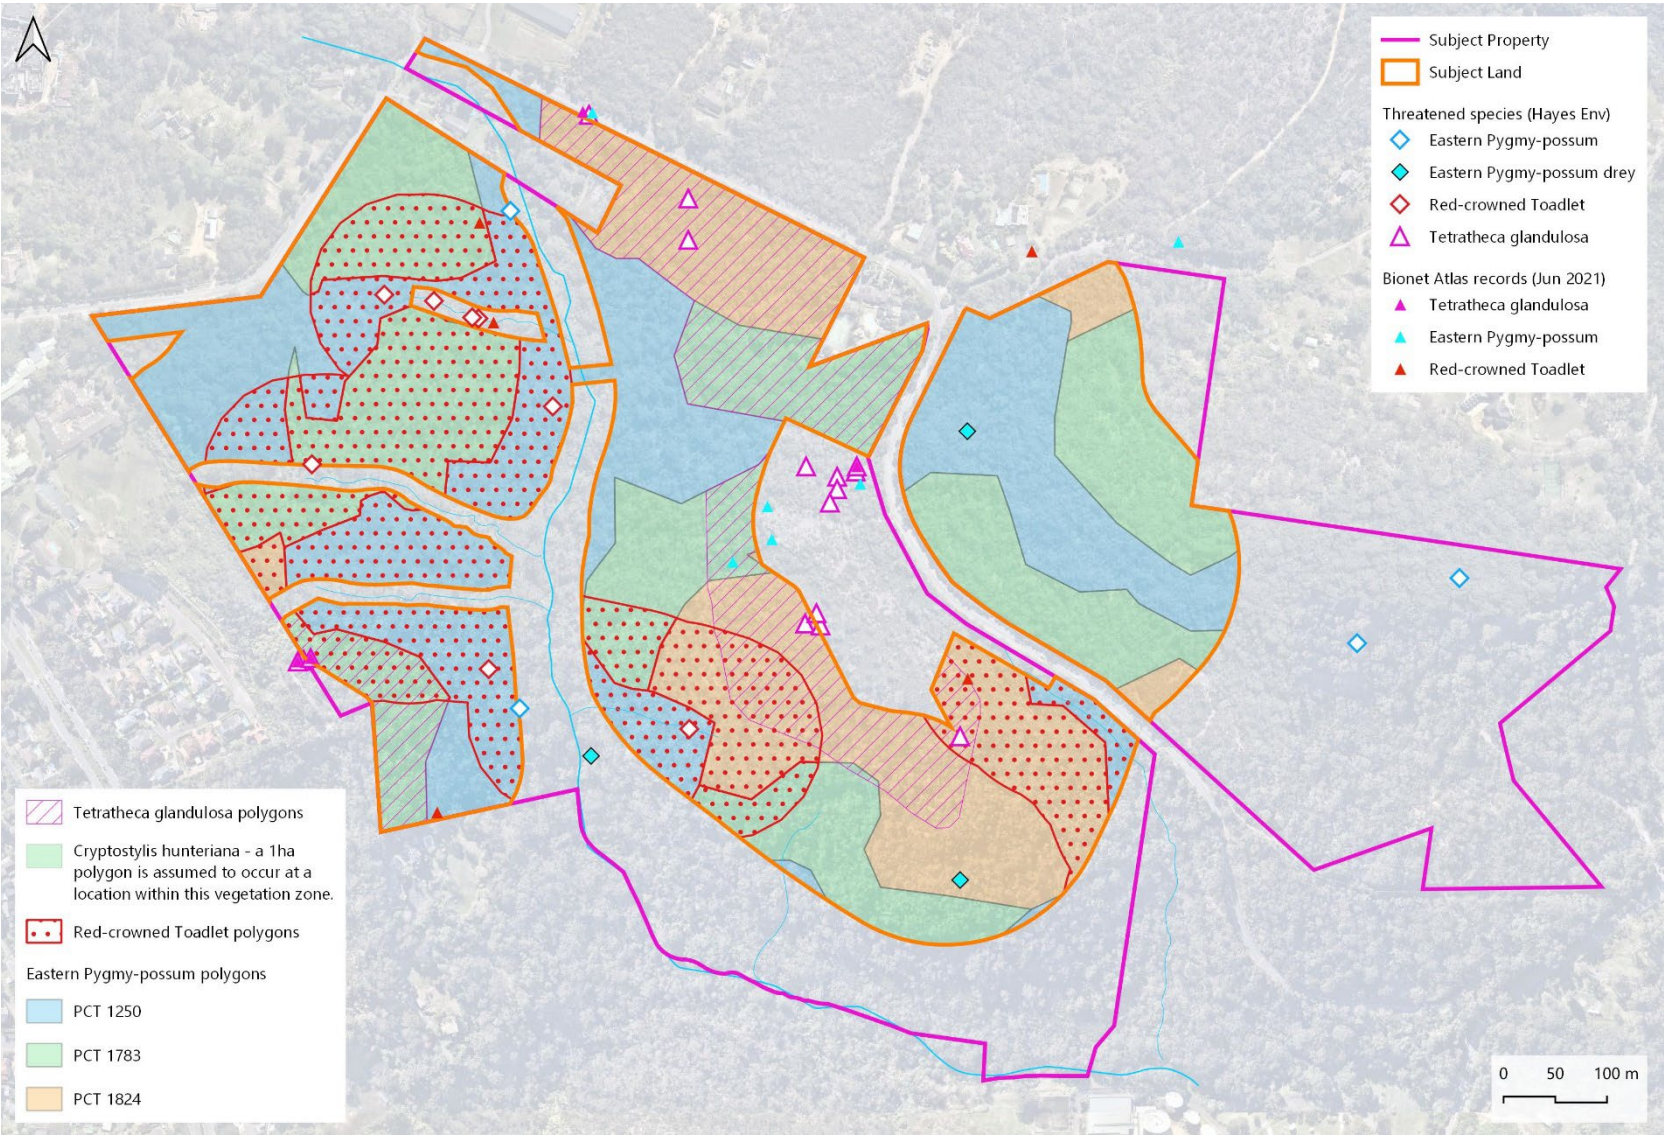 Subject Property
Subject Land
Threatened species (Hayes Env)
Eastern Pygmy-possum
Eastern Pygmy-possum drey
Red-crowned Toadlet
Tetratheca glandulosa
Bionet Atlas records (Jun 2021)
Tetratheca glandulosa
Eastern Pygmy-possum
Red-crowned Toadlet
Tetratheca glandulosa polygons
Cryptostylis hunteriana - a 1ha
polygon is assumed to occur at a
location within this vegetation zone.
Red-crowned Toadlet polygons
Eastern Pygmy-possum polygons
PCT 1250
PCT 1783
PCT 1824
0 50 100 m